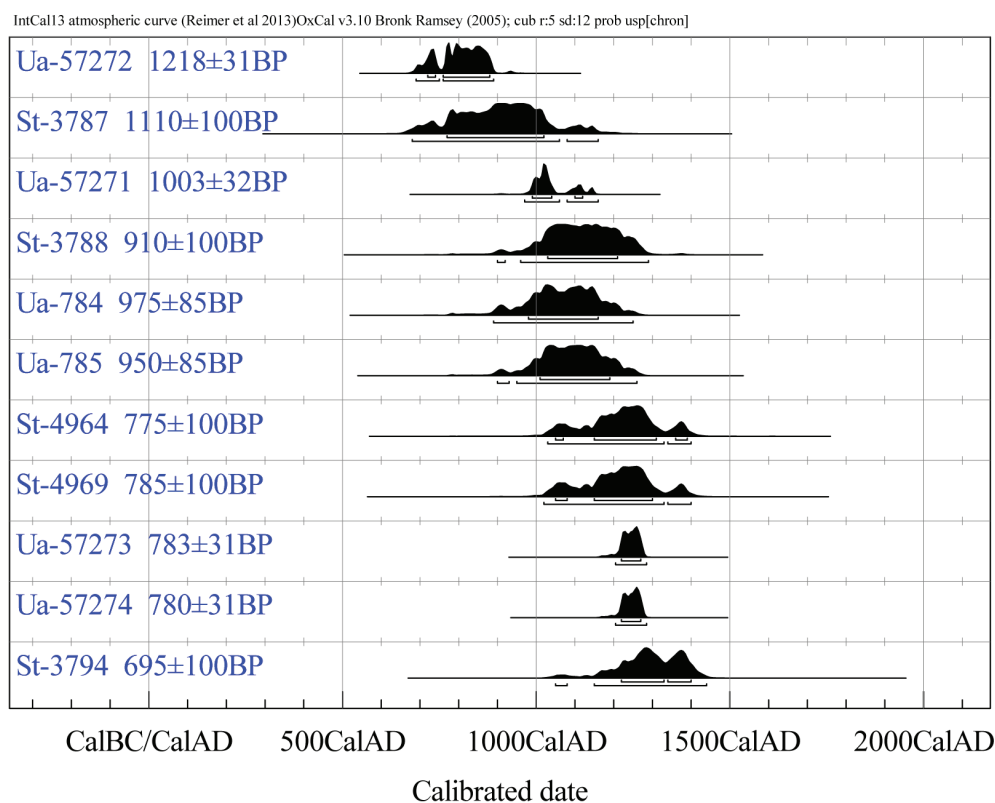 IntCal13 atmospheric curve (Reimer et al 2013)OxCal v3.10 Bronk Ramsey (2005); cub r:5 sd:12 prob usp[chron]
Ua-57272 1218±31BP
St-3787 1110±100BP
Ua-57271 1003±32BP
St-3788 910±100BP
Ua-784 975±85BP
Ua-785 950±85BP
St-4964 775±100BP
St-4969 785±100BP
Ua-57273 783±31BP
Ua-57274 780±31BP
St-3794 695±100BP
CalBC/CalAD 500CalAD 1000CalAD 1500CalAD 2000CalAD
Calibrated date